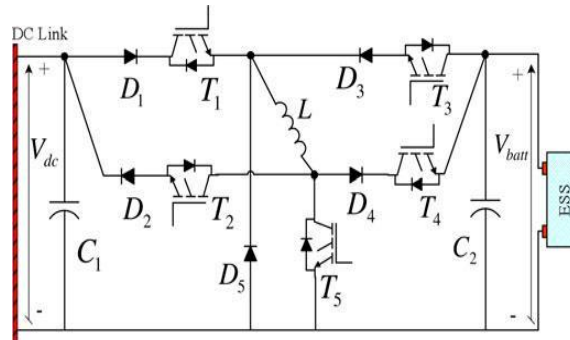 DC Link
+
D1
T1
D3
T3
+
L
Vdc
Vbatt
D2
T2
D4
T4
C1
D5
T5
C2
ESS
-
-